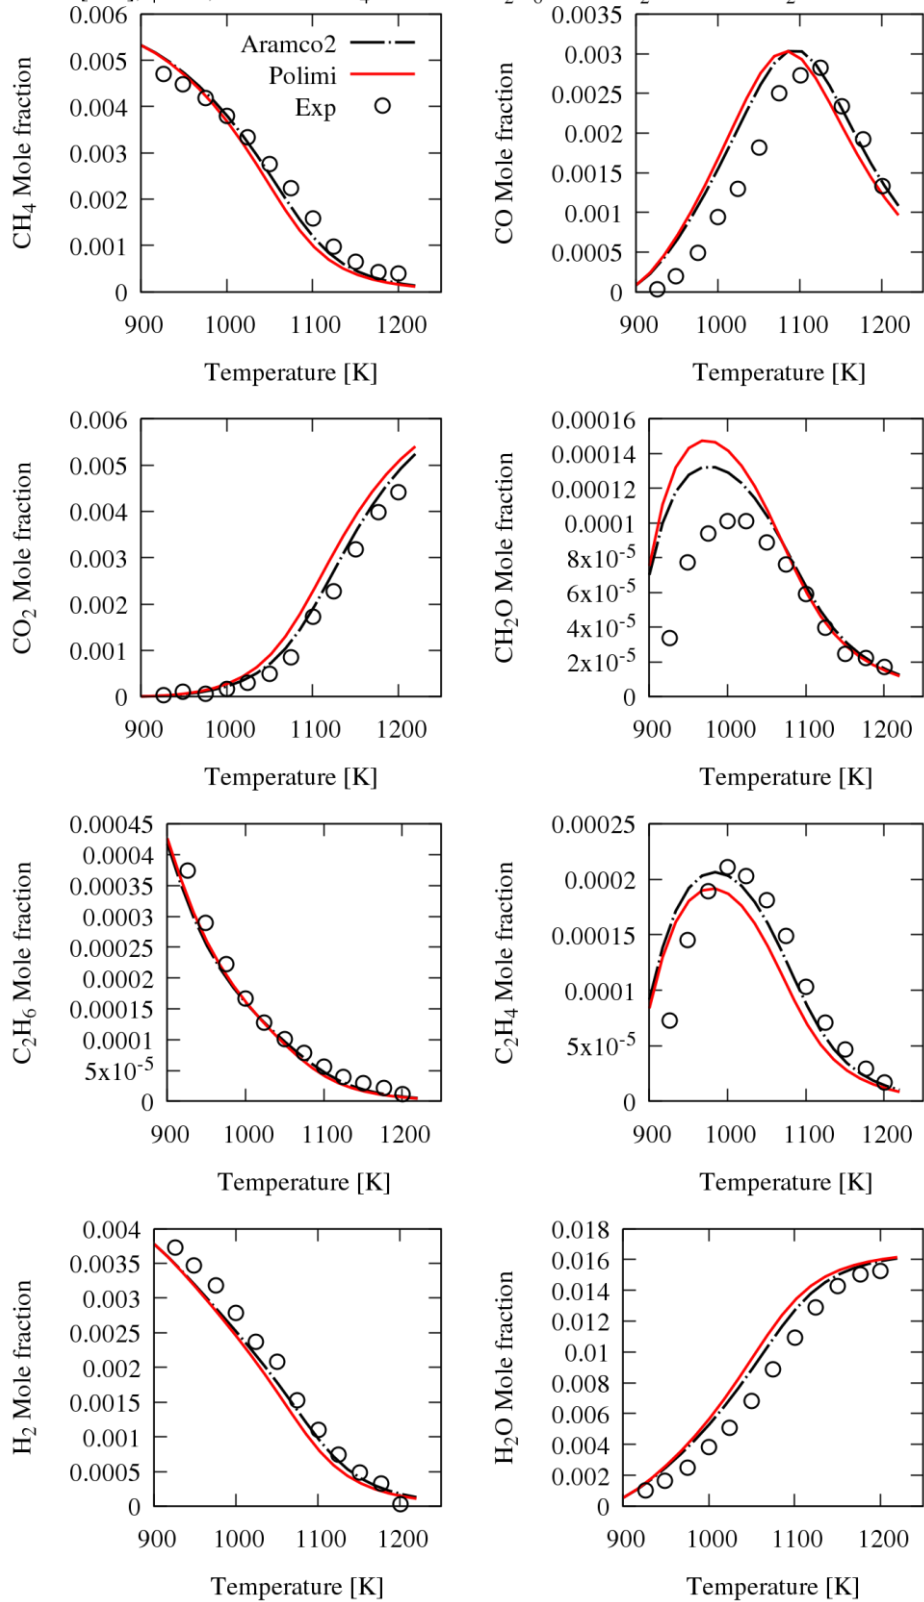 0.006
0.005
0.004
0.003
0.002
0.001
0
900 1000 1100 1200
CH₄ Mole fraction
Temperature [K]
Aramco2
Polimi
Exp
0.0035
0.003
0.0025
0.002
0.0015
0.001
0.0005
0
900 1000 1100 1200
CO Mole fraction
Temperature [K]
0.006
0.005
0.004
0.003
0.002
0.001
0
900 1000 1100 1200
CO₂ Mole fraction
Temperature [K]
0.00016
0.00014
0.00012
0.0001
8x10⁻⁵
6x10⁻⁵
4x10⁻⁵
2x10⁻⁵
0
900 1000 1100 1200
CH₂O Mole fraction
Temperature [K]
0.00045
0.0004
0.00035
0.0003
0.00025
0.0002
0.00015
0.0001
5x10⁻⁵
0
900 1000 1100 1200
C₂H₆ Mole fraction
Temperature [K]
0.00025
0.0002
0.00015
0.0001
5x10⁻⁵
0
900 1000 1100 1200
C₂H₄ Mole fraction
Temperature [K]
0.004
0.0035
0.003
0.0025
0.002
0.0015
0.001
0.0005
0
900 1000 1100 1200
H₂ Mole fraction
Temperature [K]
0.018
0.016
0.014
0.012
0.01
0.008
0.006
0.004
0.002
0
900 1000 1100 1200
H₂O Mole fraction
Temperature [K]